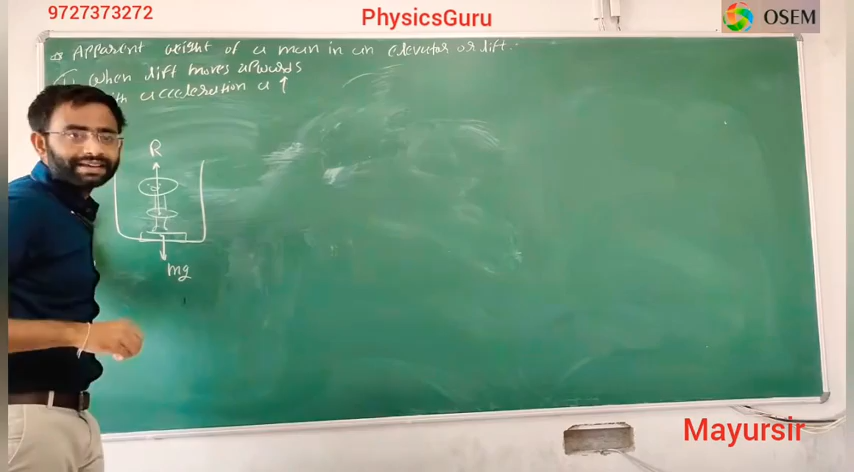 9727373272
PhysicsGuru
OSEM
Apparent weight of a man in an elevator or lift.
① When lift moves upwards
acceleration a ↑
R
mg
Mayursir